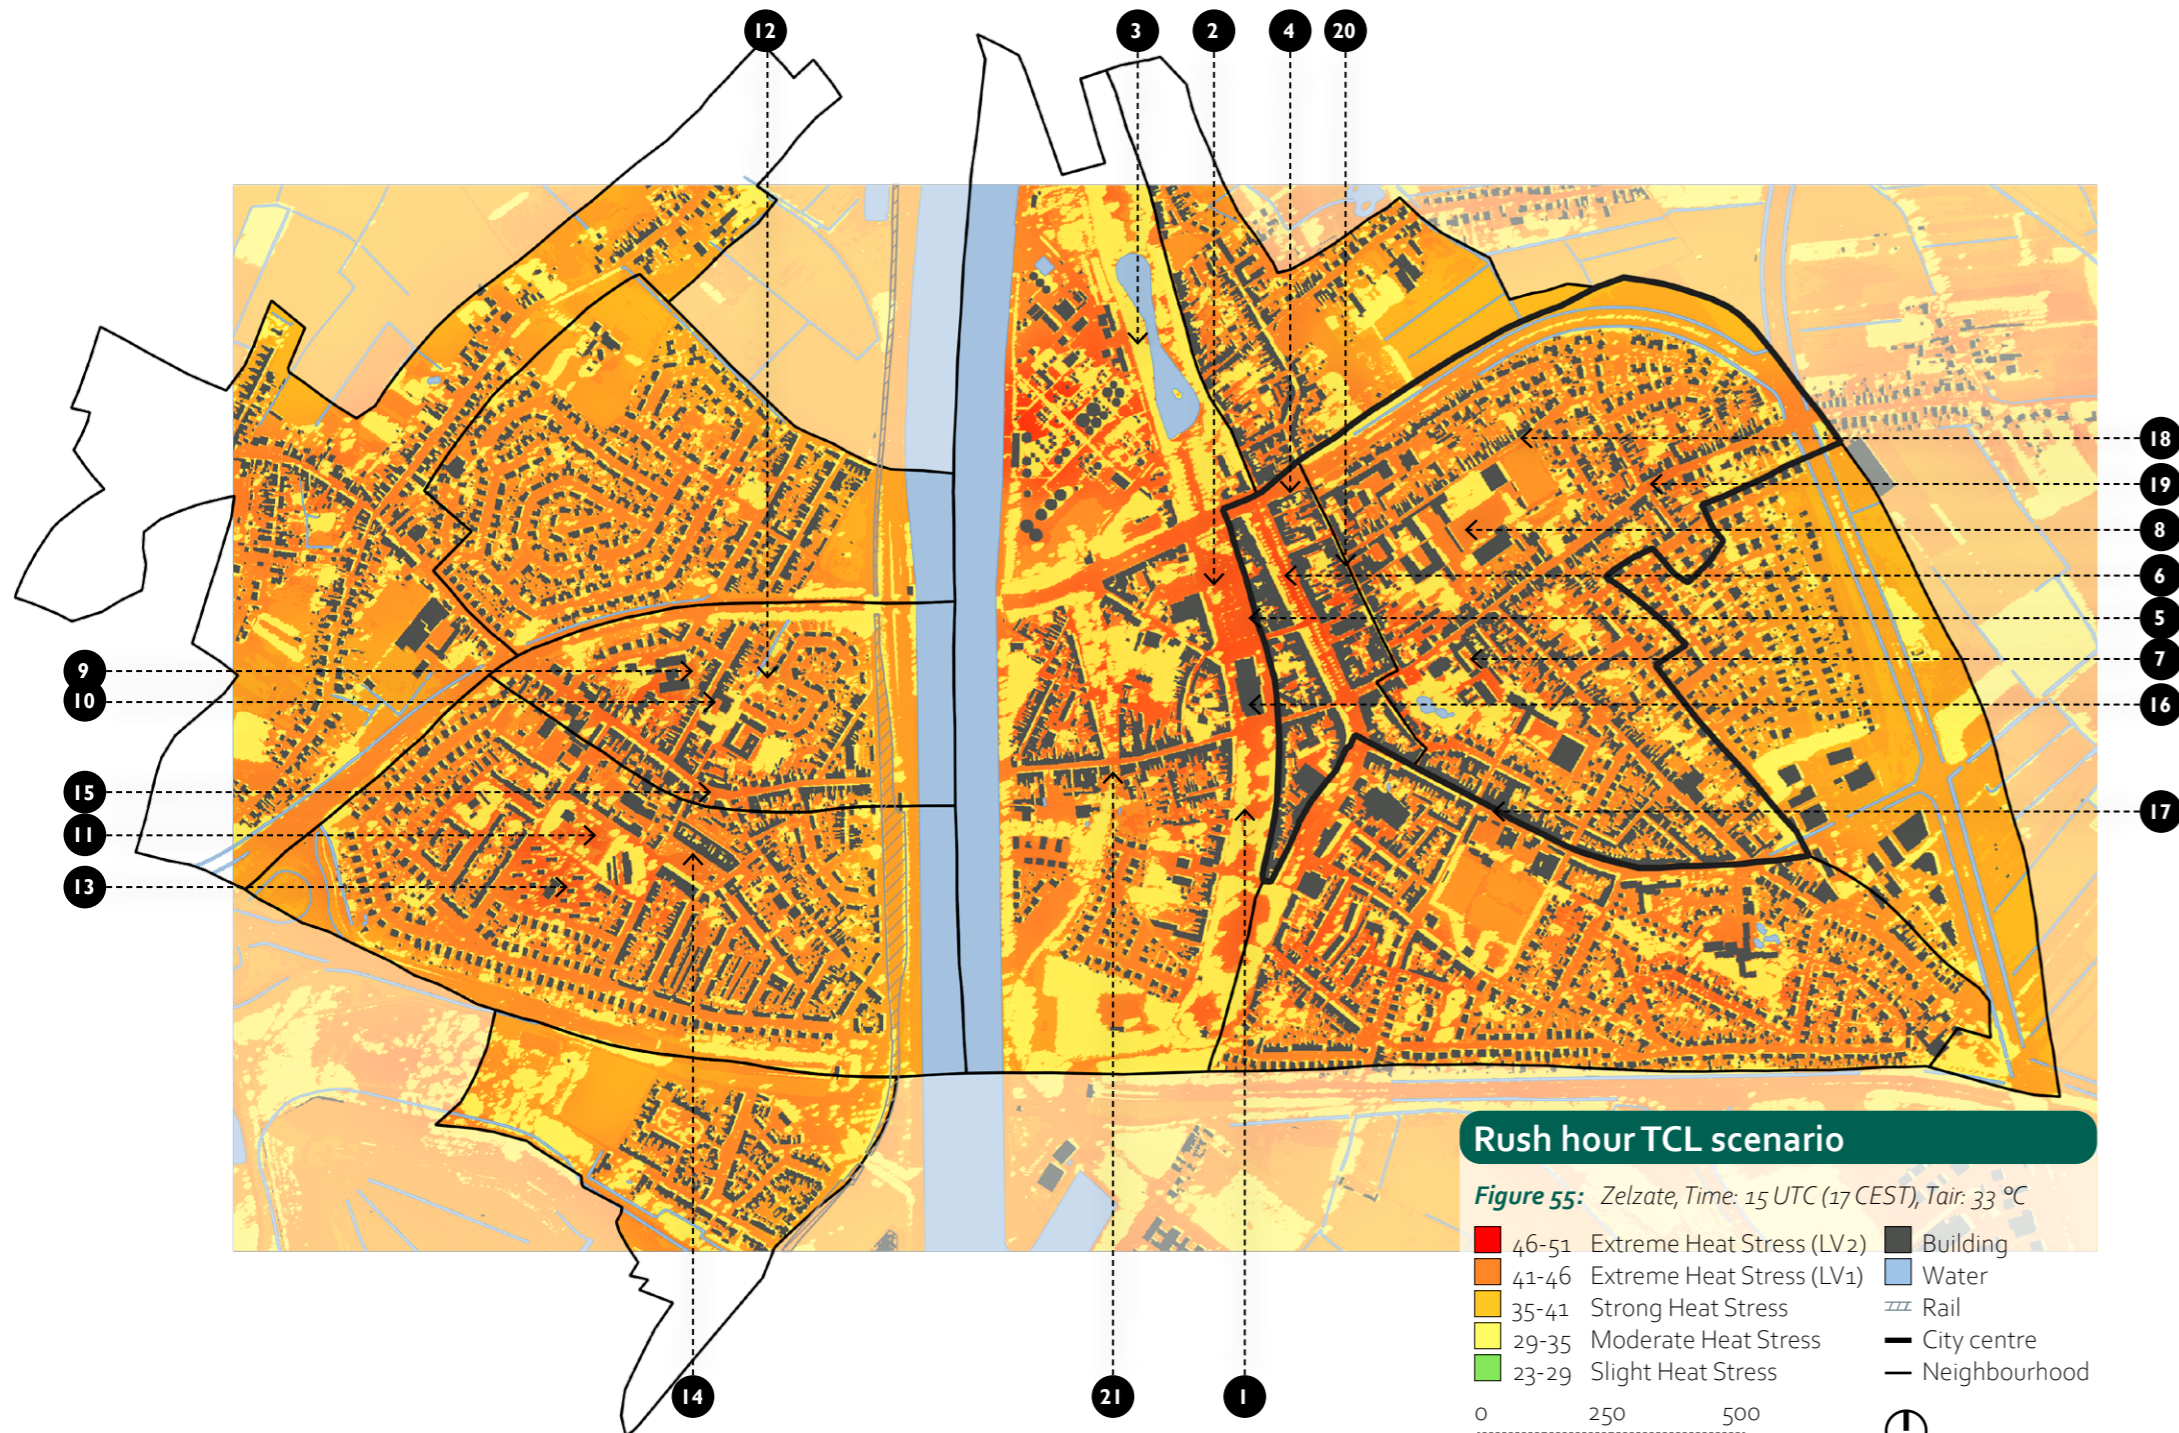 12
3 2 4 20
18
19
8
6
5
7
16
17
9
10
15
11
13
14
21 1
Rush hour TCL scenario
Figure 55: Zelzate, Time: 15 UTC (17 CEST), Tair: 33 °C
46-51 Extreme Heat Stress (LV2) Building
41-46 Extreme Heat Stress (LV1) Water
35-41 Strong Heat Stress Rail
29-35 Moderate Heat Stress City centre
23-29 Slight Heat Stress Neighbourhood
0 250 500